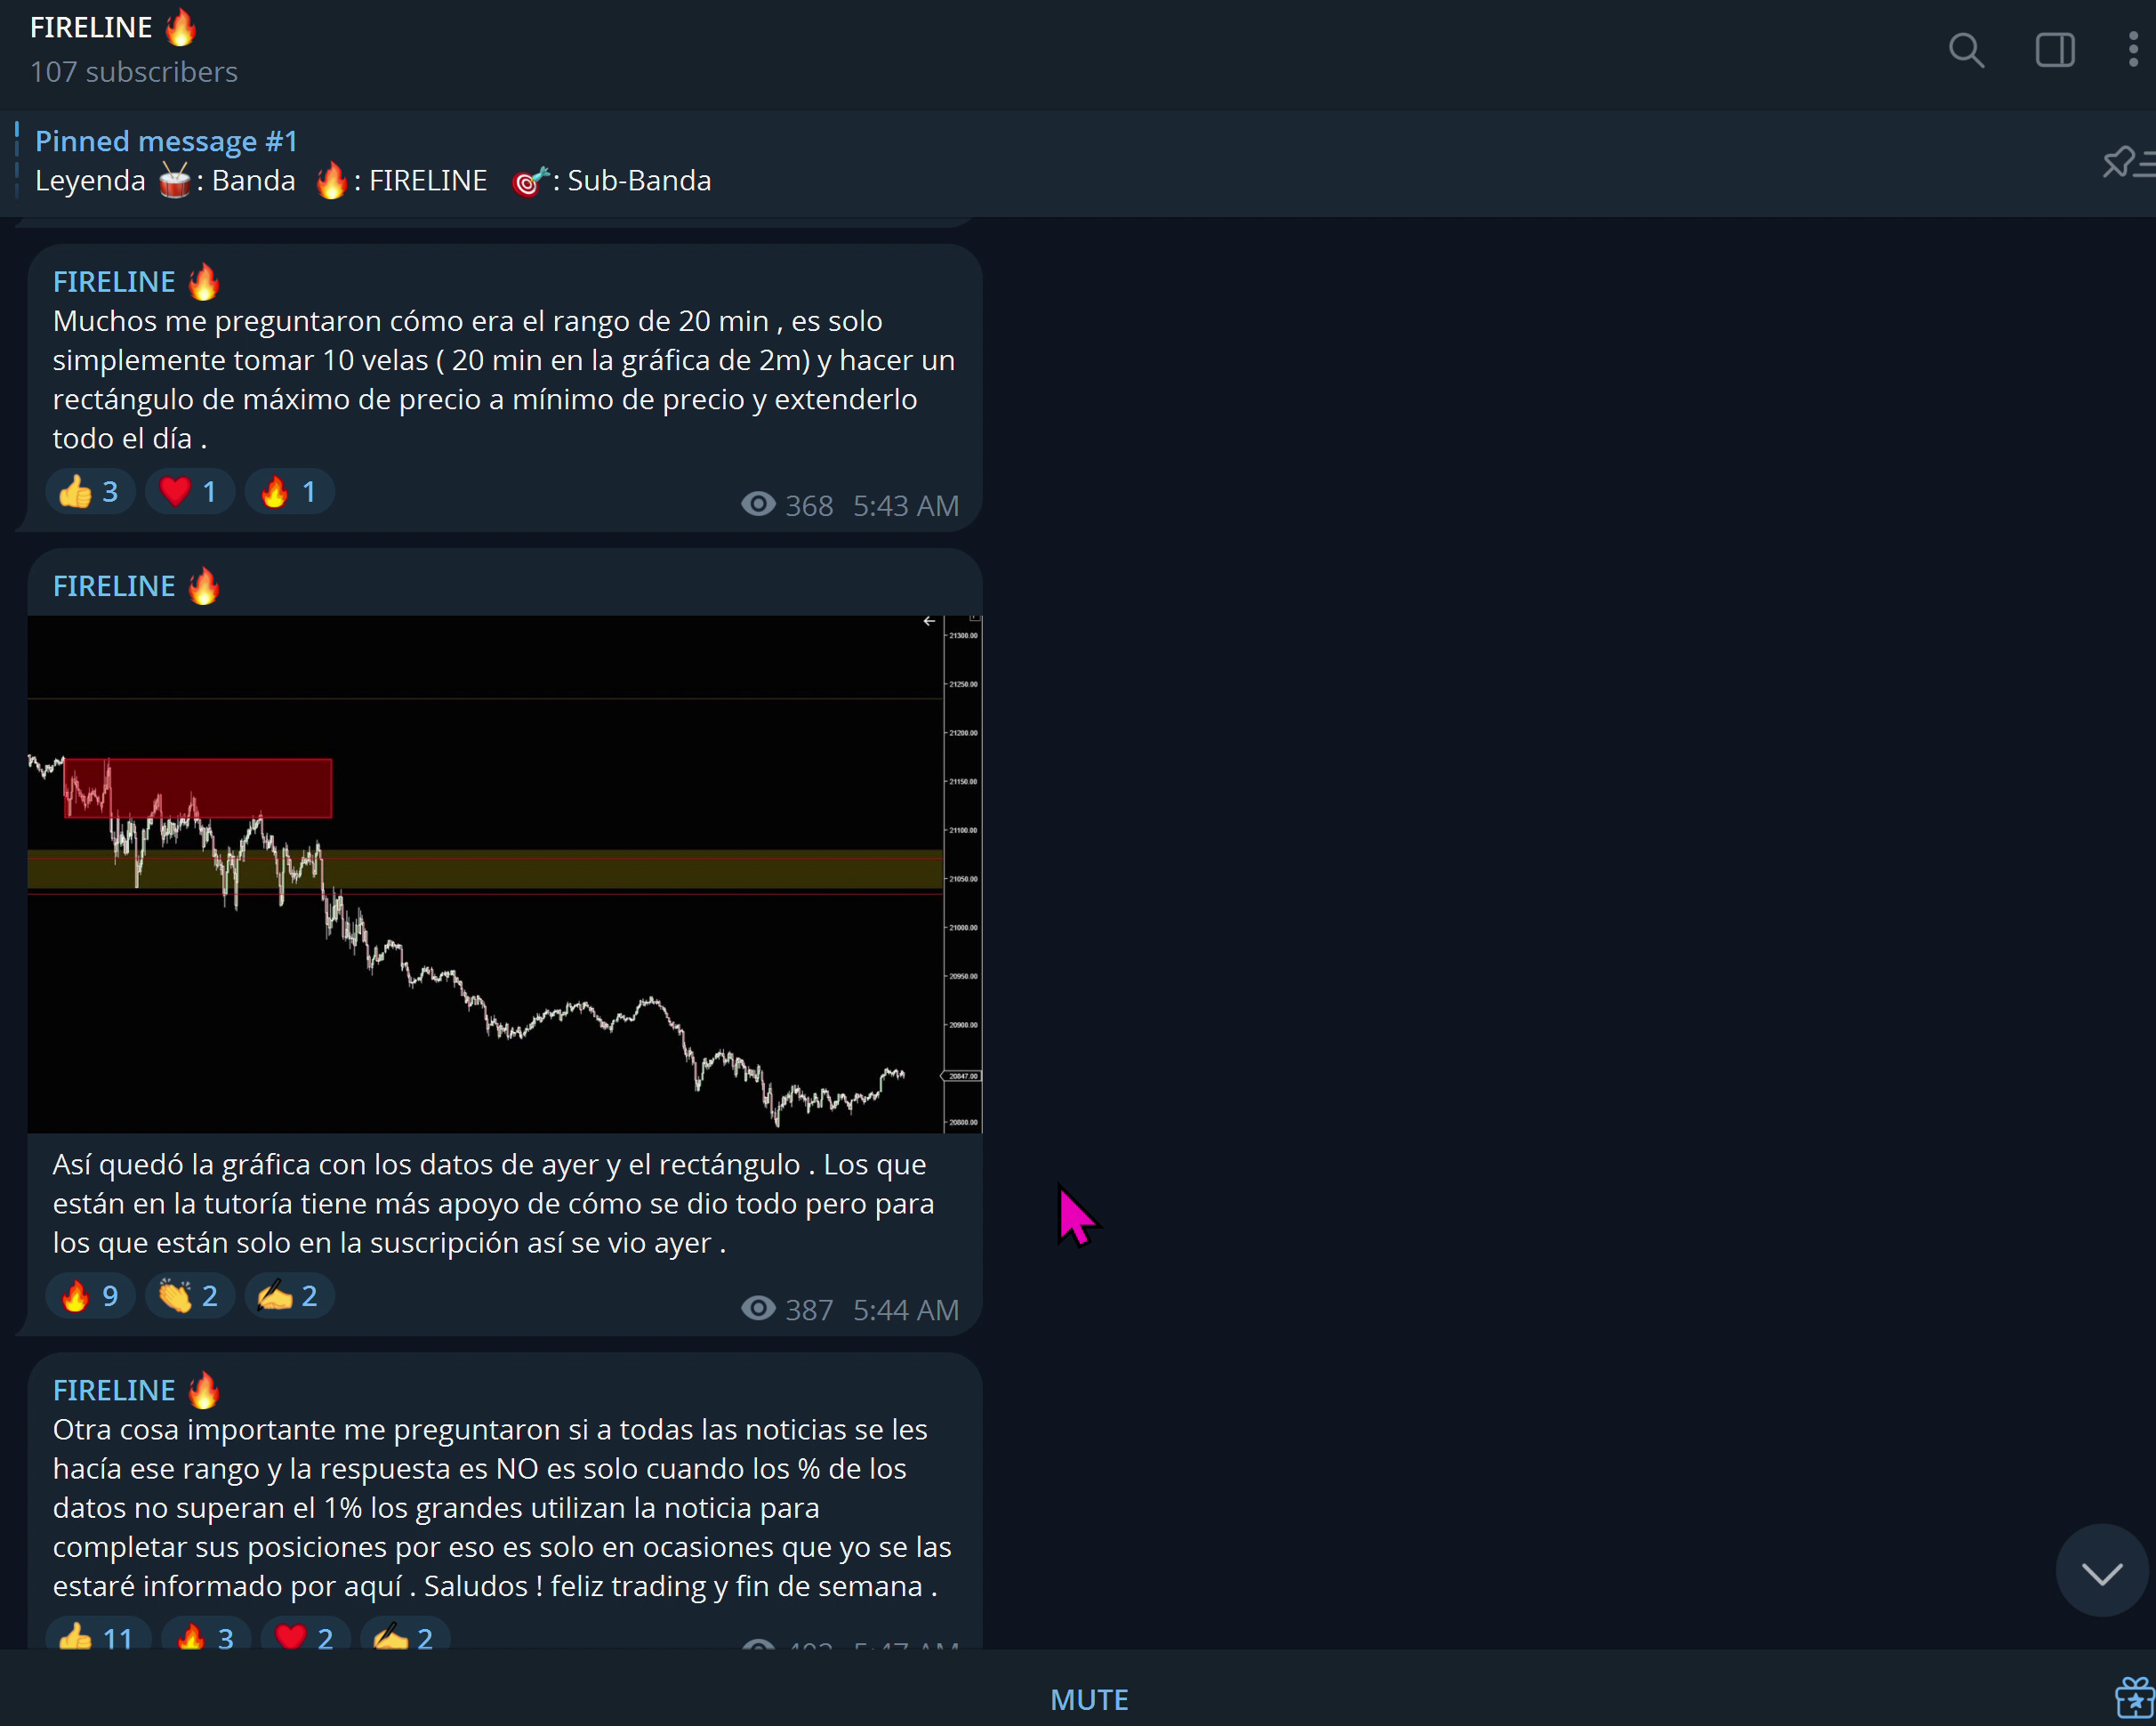 FIRELINE 🔥
107 subscribers
Pinned message #1
Leyenda 🥁: Banda 🔥: FIRELINE 🎯: Sub-Banda
FIRELINE 🔥
Muchos me preguntaron cómo era el rango de 20 min , es solo
simplemente tomar 10 velas ( 20 min en la gráfica de 2m) y hacer un
rectángulo de máximo de precio a mínimo de precio y extenderlo
todo el día .
👍 3 ❤️ 1 🔥 1
368 5:43 AM
FIRELINE 🔥
21300.00
21250.00
21200.00
21150.00
21100.00
21050.00
21000.00
20950.00
20900.00
20847.00
20800.00
Así quedó la gráfica con los datos de ayer y el rectángulo . Los que
están en la tutoría tiene más apoyo de cómo se dio todo pero para
los que están solo en la suscripción así se vio ayer .
🔥 9 👏 2 ✍️ 2
387 5:44 AM
FIRELINE 🔥
Otra cosa importante me preguntaron si a todas las noticias se les
hacía ese rango y la respuesta es NO es solo cuando los % de los
datos no superan el 1% los grandes utilizan la noticia para
completar sus posiciones por eso es solo en ocasiones que yo se las
estaré informado por aquí . Saludos ! feliz trading y fin de semana .
👍 11 🔥 3 ❤️ 2 ✍️ 2
5:47 AM
MUTE